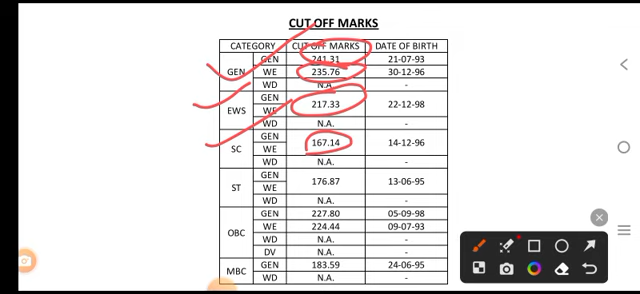 CUT OFF MARKS
CATEGORY CUT OFF MARKS DATE OF BIRTH
GEN GEN 241.31 21-07-93
WE 235.76 30-12-96
WD N.A. -
EWS GEN 217.33 22-12-98
WE
WD N.A. -
SC GEN 167.14 14-12-96
WE
WD N.A. -
ST GEN 176.87 13-06-95
WE
WD N.A. -
OBC GEN 227.80 05-09-98
WE 224.44 09-07-93
WD N.A. -
DV N.A. -
MBC GEN 183.59 24-06-95
WD N.A. -